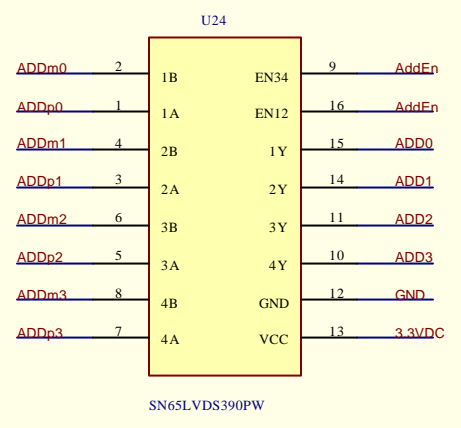 U24
ADDm0 2 1B EN34 9 AddEn
ADDp0 1 1A EN12 16 AddEn
ADDm1 4 2B 1Y 15 ADD0
ADDp1 3 2A 2Y 14 ADD1
ADDm2 6 3B 3Y 11 ADD2
ADDp2 5 3A 4Y 10 ADD3
ADDm3 8 4B GND 12 GND
ADDp3 7 4A VCC 13 3.3VDC
SN65LVDS390PW